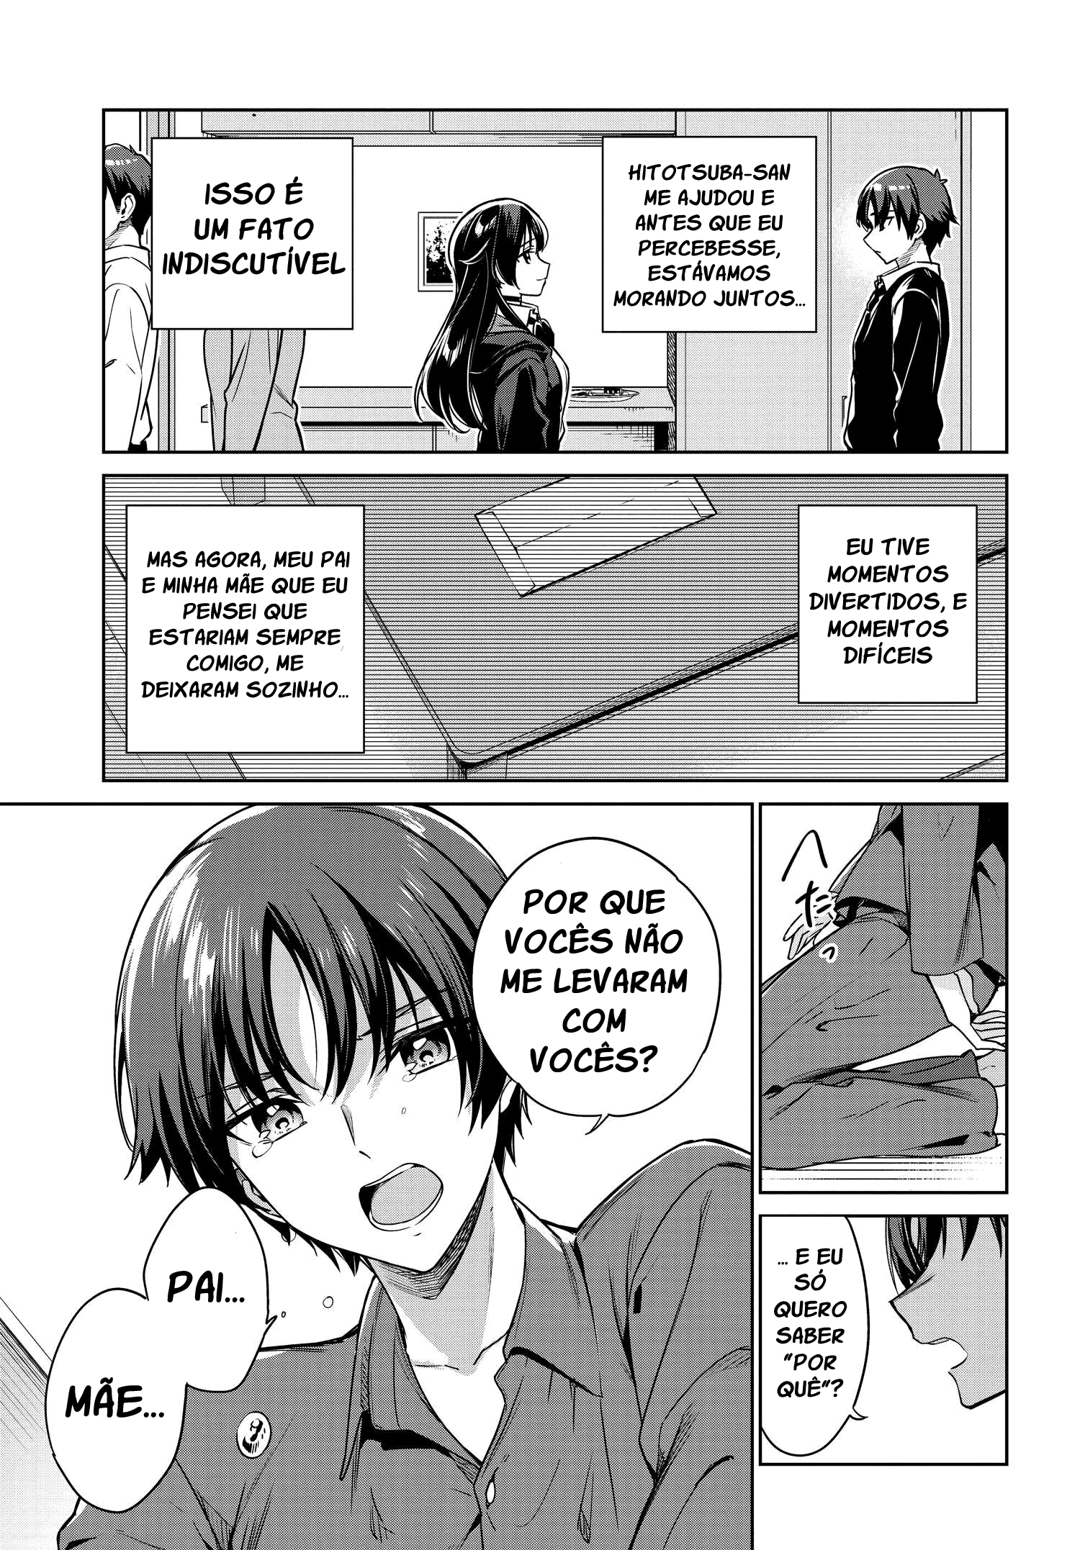 HITOTSUBA-SAN
ME AJUDOU E
ANTES QUE EU
PERCEBESSE,
ESTÁVAMOS
MORANDO JUNTOS...
ISSO É
UM FATO
INDISCUTÍVEL
EU TIVE
MOMENTOS
DIVERTIDOS, E
MOMENTOS
DIFÍCEIS
MAS AGORA, MEU PAI
E MINHA MÃE QUE EU
PENSEI QUE
ESTARIAM SEMPRE
COMIGO, ME
DEIXARAM SOZINHO...
へた
... E EU
SÓ
QUERO
SABER
"POR
QUÊ"?
POR QUE
VOCÊS NÃO
ME LEVARAM
COM
VOCÊS?
PAI...
MÃE...